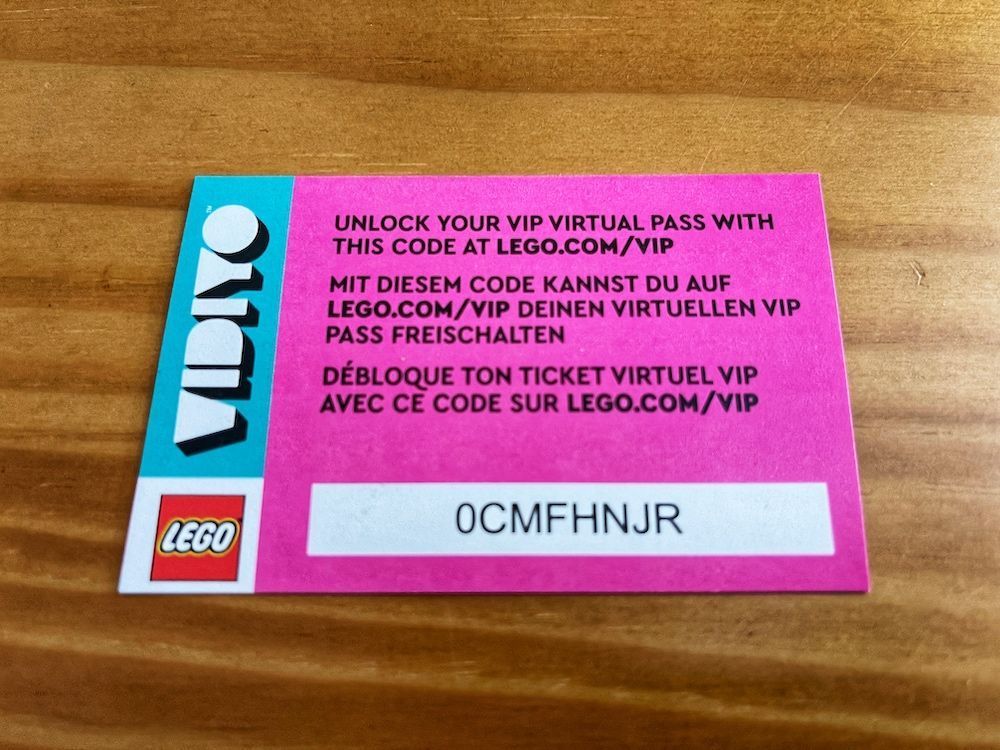 VIDIYO™
LEGO
UNLOCK YOUR VIP VIRTUAL PASS WITH
THIS CODE AT LEGO.COM/VIP
MIT DIESEM CODE KANNST DU AUF
LEGO.COM/VIP DEINEN VIRTUELLEN VIP
PASS FREISCHALTEN
DÉBLOQUE TON TICKET VIRTUEL VIP
AVEC CE CODE SUR LEGO.COM/VIP
0CMFHNJR